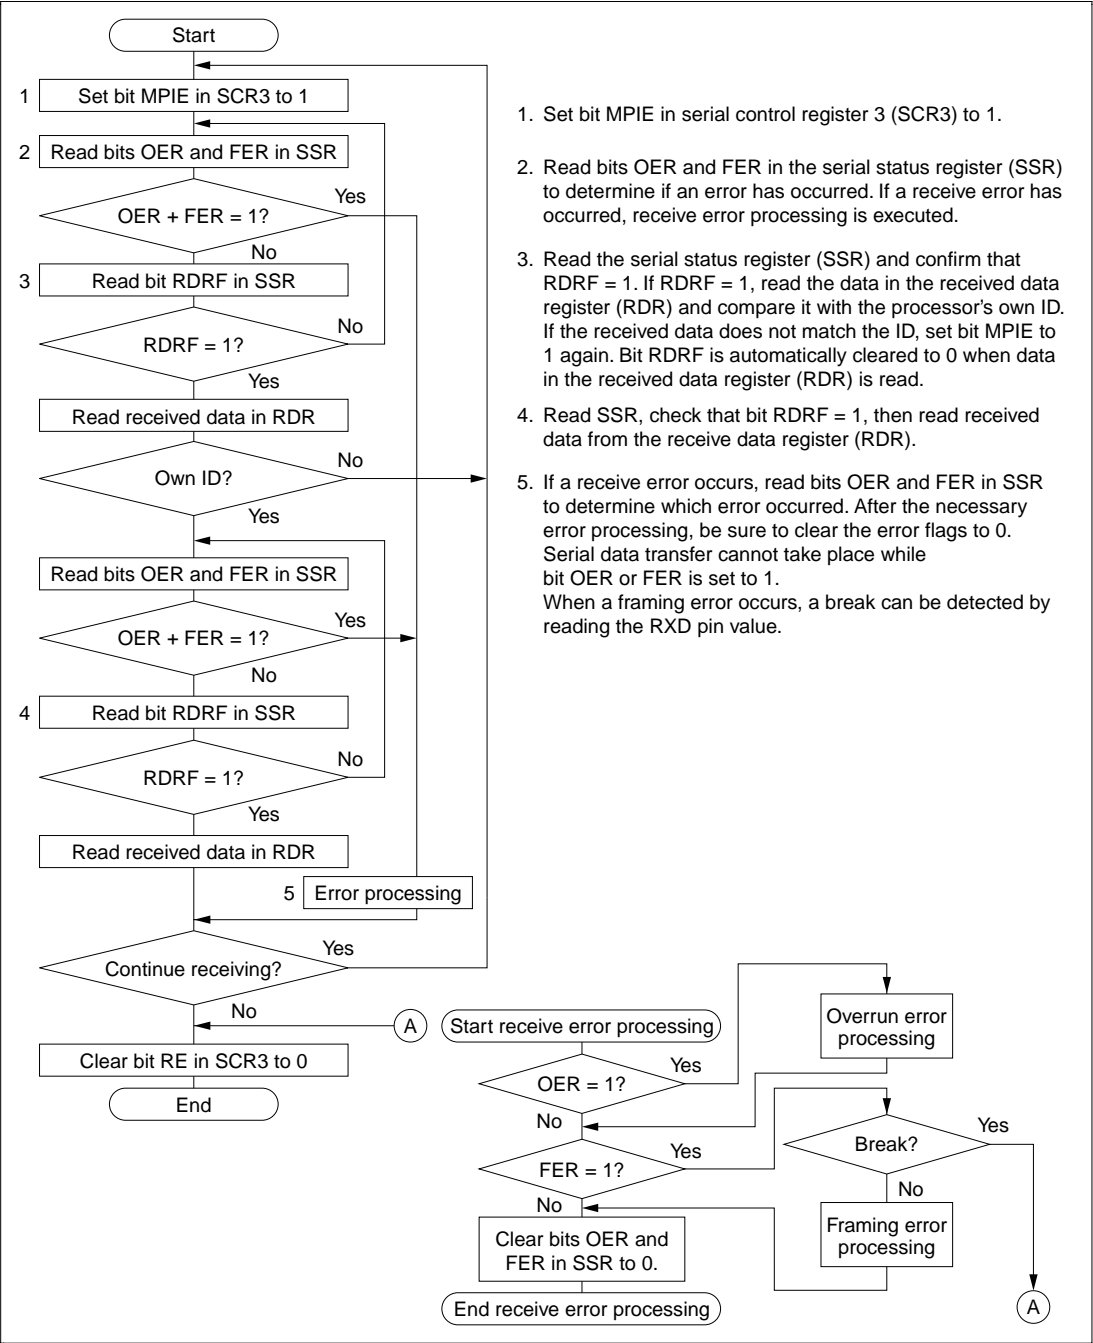 Start
1 Set bit MPIE in SCR3 to 1
2 Read bits OER and FER in SSR
Yes
OER + FER = 1?
No
3 Read bit RDRF in SSR
No
RDRF = 1?
Yes
Read received data in RDR
No
Own ID?
Yes
Read bits OER and FER in SSR
Yes
OER + FER = 1?
No
4 Read bit RDRF in SSR
No
RDRF = 1?
Yes
Read received data in RDR
5 Error processing
Yes
Continue receiving?
No
A
Clear bit RE in SCR3 to 0
End
1. Set bit MPIE in serial control register 3 (SCR3) to 1.
2. Read bits OER and FER in the serial status register (SSR)
to determine if an error has occurred. If a receive error has
occurred, receive error processing is executed.
3. Read the serial status register (SSR) and confirm that
RDRF = 1. If RDRF = 1, read the data in the received data
register (RDR) and compare it with the processor's own ID.
If the received data does not match the ID, set bit MPIE to
1 again. Bit RDRF is automatically cleared to 0 when data
in the received data register (RDR) is read.
4. Read SSR, check that bit RDRF = 1, then read received
data from the receive data register (RDR).
5. If a receive error occurs, read bits OER and FER in SSR
to determine which error occurred. After the necessary
error processing, be sure to clear the error flags to 0.
Serial data transfer cannot take place while
bit OER or FER is set to 1.
When a framing error occurs, a break can be detected by
reading the RXD pin value.
Start receive error processing
Yes
OER = 1?
No
Overrun error
processing
Yes
FER = 1?
No
Yes
Break?
No
Framing error
processing
Clear bits OER and
FER in SSR to 0.
End receive error processing
A